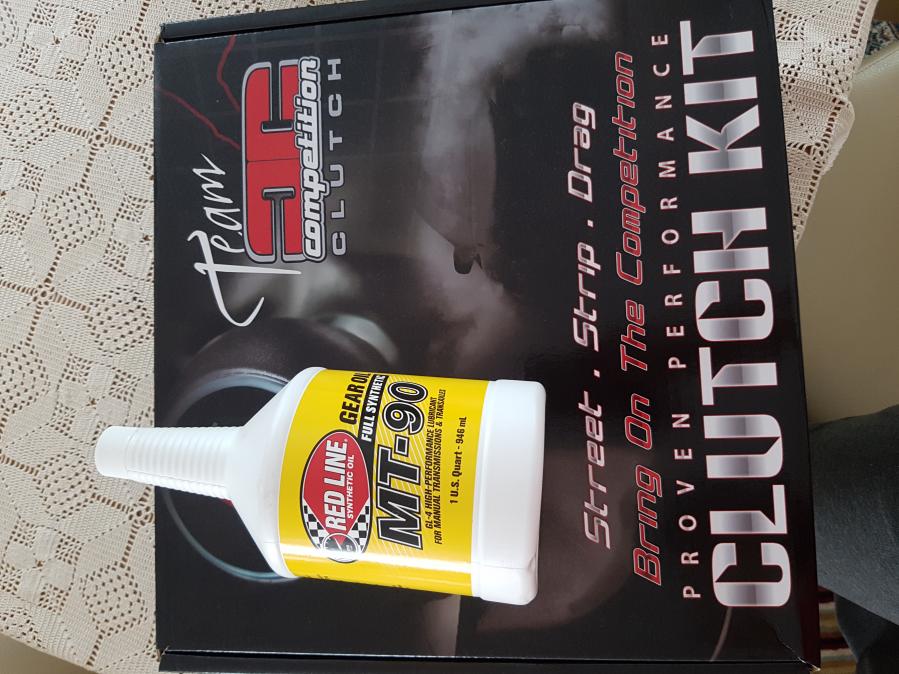 Team
CC
competition
CLUTCH
Street . Strip . Drag
Bring On The Competition
PROVEN PERFORMANCE
CLUTCH KIT
RED LINE®
SYNTHETIC OIL
GEAR OIL
FULL SYNTHETIC
MT-90
GL-4 HIGH-PERFORMANCE LUBRICANT
FOR MANUAL TRANSMISSIONS & TRANSAXLES
1 U.S. Quart - 946 mL